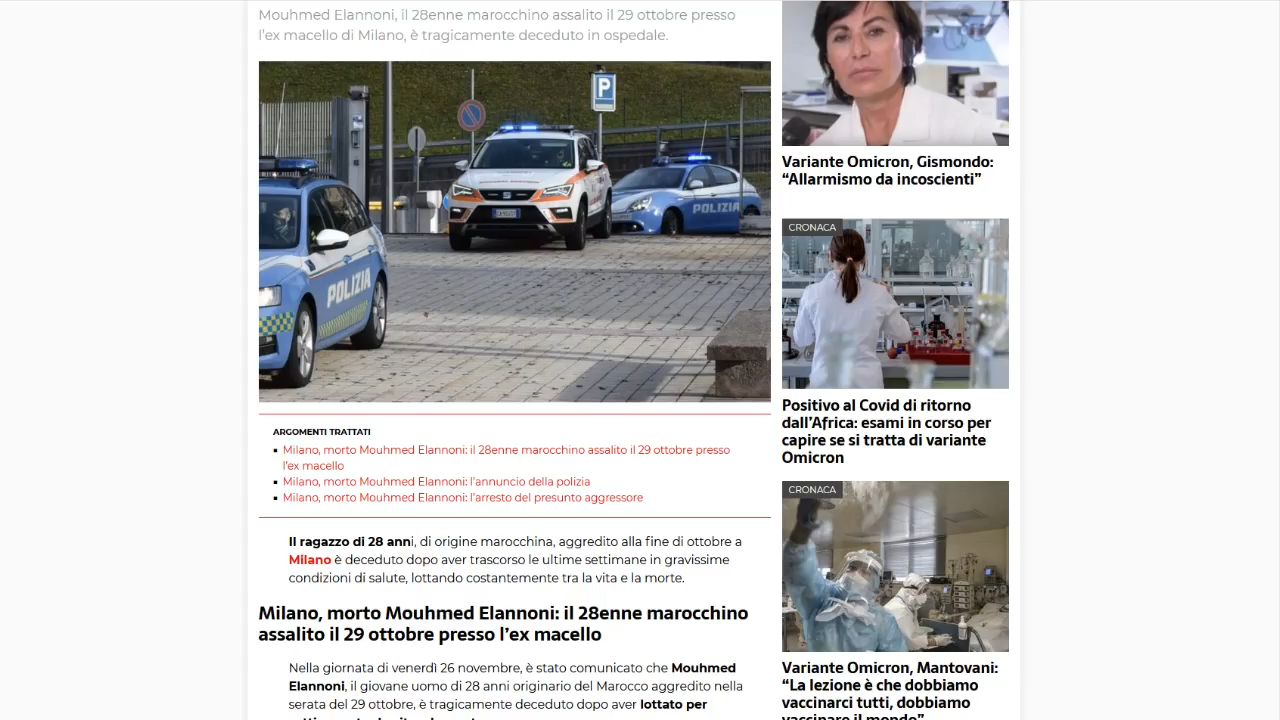 Mouhmed Elannoni, il 28enne marocchino assalito il 29 ottobre presso
l'ex macello di Milano, è tragicamente deceduto in ospedale.
P
POLIZIA
POLIZIA
ARGOMENTI TRATTATI
Milano, morto Mouhmed Elannoni: il 28enne marocchino assalito il 29 ottobre presso
l'ex macello
Milano, morto Mouhmed Elannoni: l'annuncio della polizia
Milano, morto Mouhmed Elannoni: l'arresto del presunto aggressore
Il ragazzo di 28 anni, di origine marocchina, aggredito alla fine di ottobre a
Milano è deceduto dopo aver trascorso le ultime settimane in gravissime
condizioni di salute, lottando costantemente tra la vita e la morte.
Milano, morto Mouhmed Elannoni: il 28enne marocchino
assalito il 29 ottobre presso l'ex macello
Nella giornata di venerdì 26 novembre, è stato comunicato che Mouhmed
Elannoni, il giovane uomo di 28 anni originario del Marocco aggredito nella
serata del 29 ottobre, è tragicamente deceduto dopo aver lottato per
Variante Omicron, Gismondo:
“Allarmismo da incoscienti”
CRONACA
Positivo al Covid di ritorno
dall'Africa: esami in corso per
capire se si tratta di variante
Omicron
CRONACA
Variante Omicron, Mantovani:
“La lezione è che dobbiamo
vaccinarci tutti, dobbiamo
vaccinare il mondo”